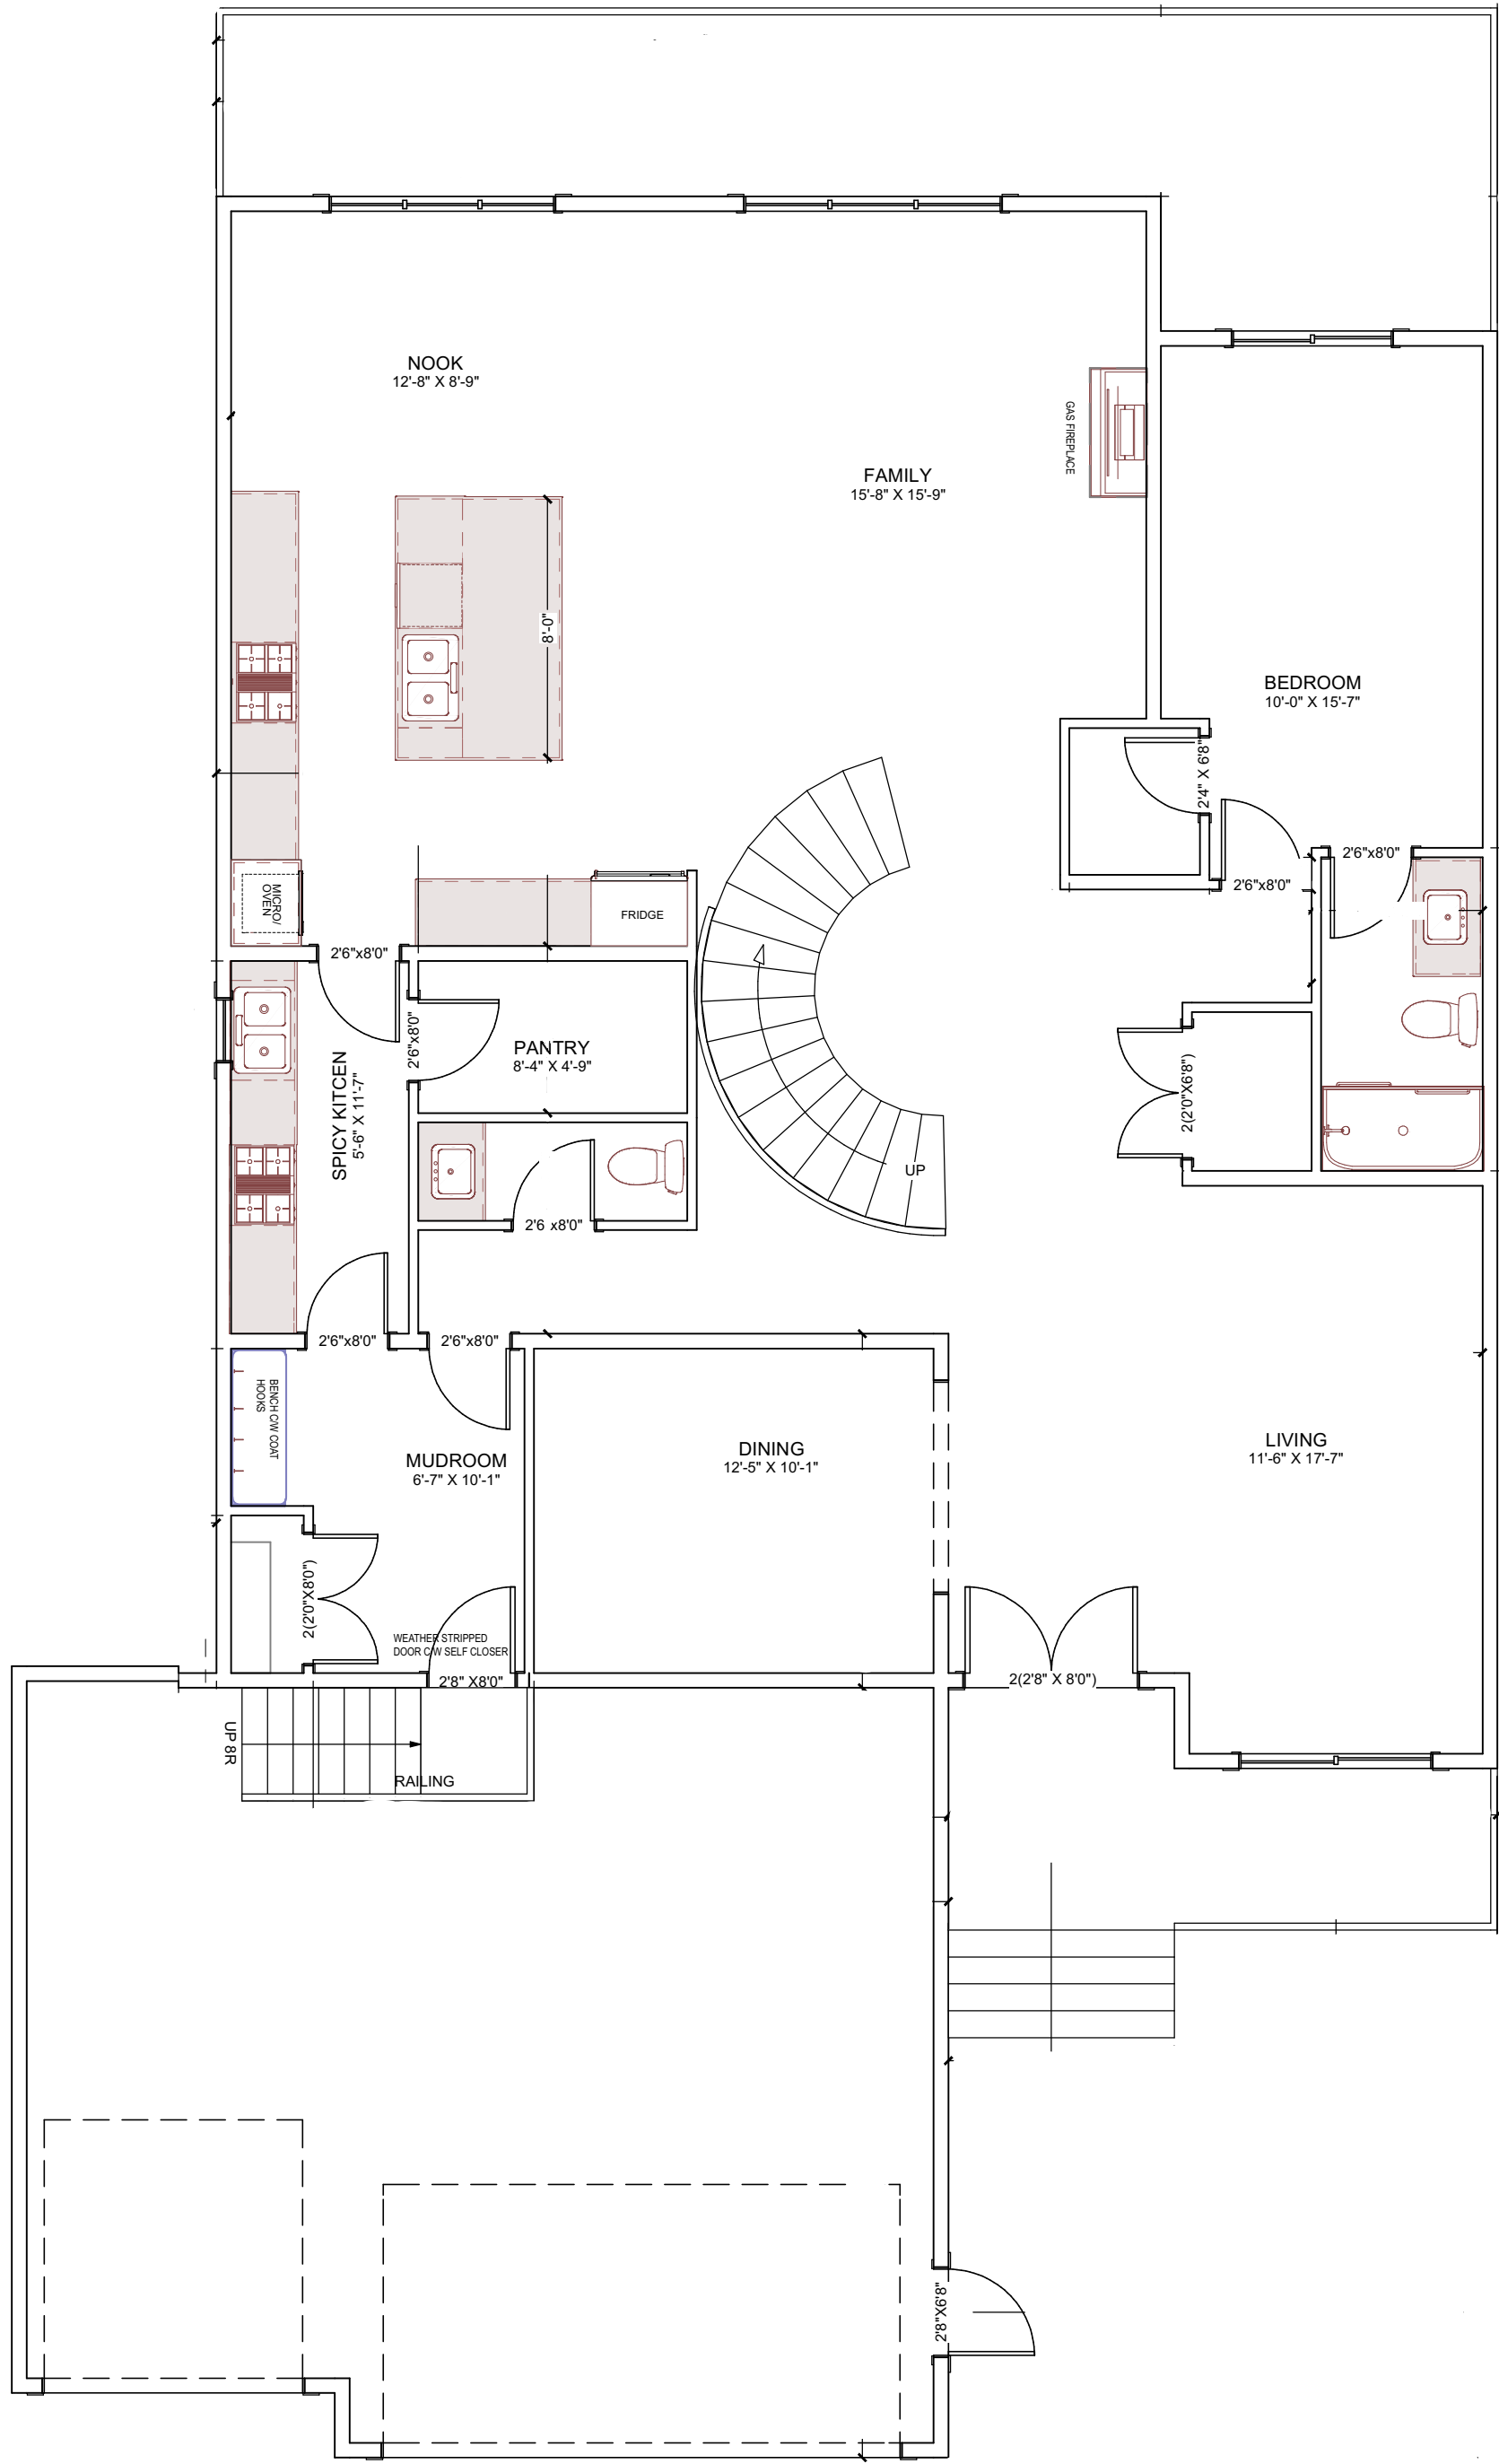 NOOK
12'-8" X 8'-9"
GAS FIREPLACE
FAMILY
15'-8" X 15'-9"
8'-0"
BEDROOM
10'-0" X 15'-7"
2'4" X 6'8"
2'6"x8'0"
2'6"x8'0"
MICRO/
OVEN
FRIDGE
2'6"x8'0"
2'6"x8'0"
PANTRY
8'-4" X 4'-9"
SPICY KITCEN
5'-6" X 11'-7"
2(2'0"X6'8")
UP
2'6 x8'0"
2'6"x8'0"
2'6"x8'0"
BENCH C/W COAT
HOOKS
MUDROOM
6'-7" X 10'-1"
DINING
12'-5" X 10'-1"
LIVING
11'-6" X 17'-7"
2(2'0"X8'0")
WEATHER STRIPPED
DOOR C/W SELF CLOSER
2'8" X8'0"
2(2'8" X 8'0")
UP 8R
RAILING
2'8"X6'8"